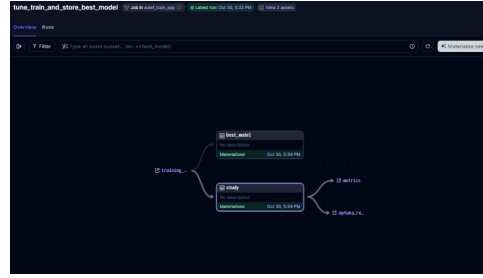 tune_train_and_store_best_model Job in Latest run: Oct 30, 5:32 PM View 2 assets
Overview Runs
Filter Type an asset subset… (ex: ++best_model) Materialize
best_model
No description
Materialized Oct 30, 5:39 PM
training_…
study
No description
Materialized Oct 30, 5:39 PM
metrics
optuna_re…